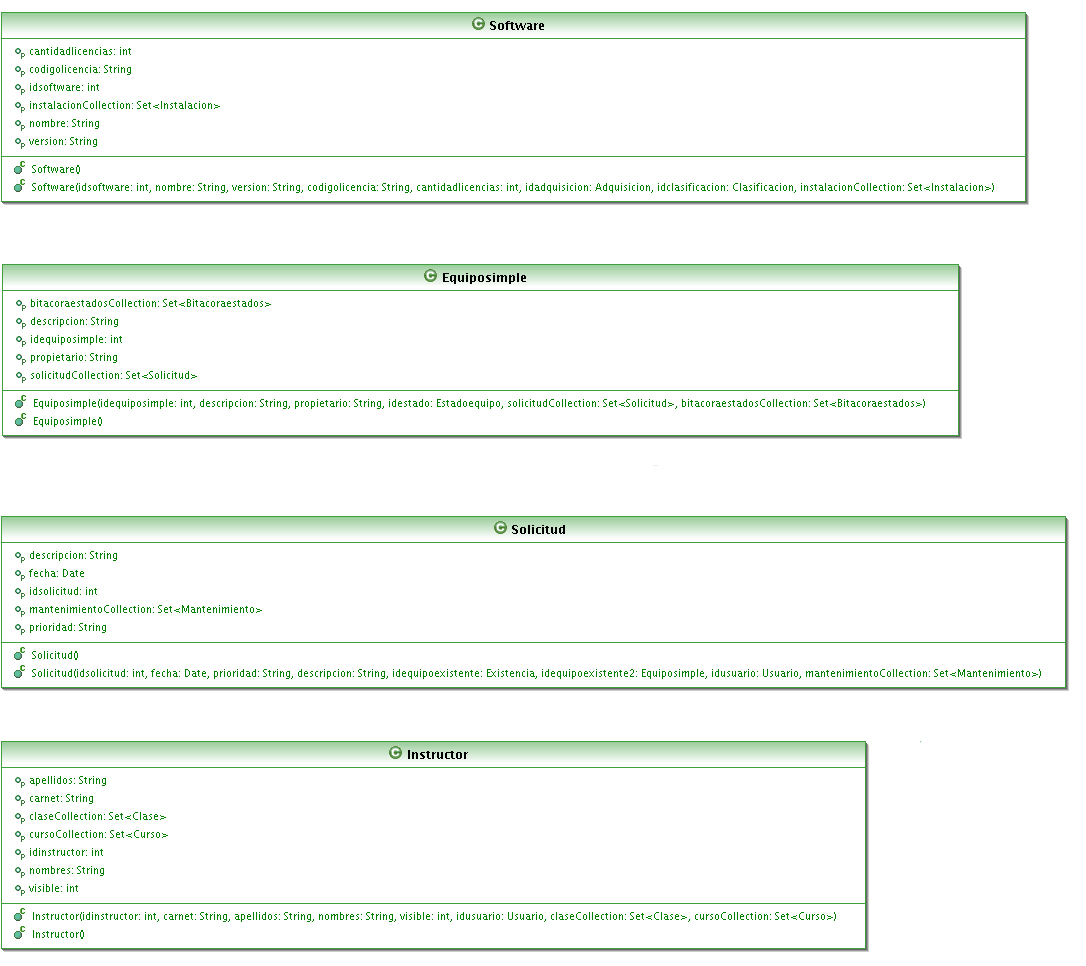 Software
cantidadlicencias: int
codigolicencia: String
idsoftware: int
instalacionCollection: Set<Instalacion>
nombre: String
version: String
Software()
Software(idsoftware: int, nombre: String, version: String, codigolicencia: String, cantidadlicencias: int, idadquisicion: Adquisicion, idclasificacion: Clasificacion, instalacionCollection: Set<Instalacion>)
Equiposimple
bitacoraestadosCollection: Set<Bitacoraestados>
descripcion: String
idequiposimple: int
propietario: String
solicitudCollection: Set<Solicitud>
Equiposimple(idequiposimple: int, descripcion: String, propietario: String, idestado: Estadoequipo, solicitudCollection: Set<Solicitud>, bitacoraestadosCollection: Set<Bitacoraestados>)
Equiposimple()
Solicitud
descripcion: String
fecha: Date
idsolicitud: int
mantenimientoCollection: Set<Mantenimiento>
prioridad: String
Solicitud()
Solicitud(idsolicitud: int, fecha: Date, prioridad: String, descripcion: String, idequipoexistente: Existencia, idequipoexistente2: Equiposimple, idusuario: Usuario, mantenimientoCollection: Set<Mantenimiento>)
Instructor
apellidos: String
carnet: String
claseCollection: Set<Clase>
cursoCollection: Set<Curso>
idinstructor: int
nombres: String
visible: int
Instructor(idinstructor: int, carnet: String, apellidos: String, nombres: String, visible: int, idusuario: Usuario, claseCollection: Set<Clase>, cursoCollection: Set<Curso>)
Instructor()